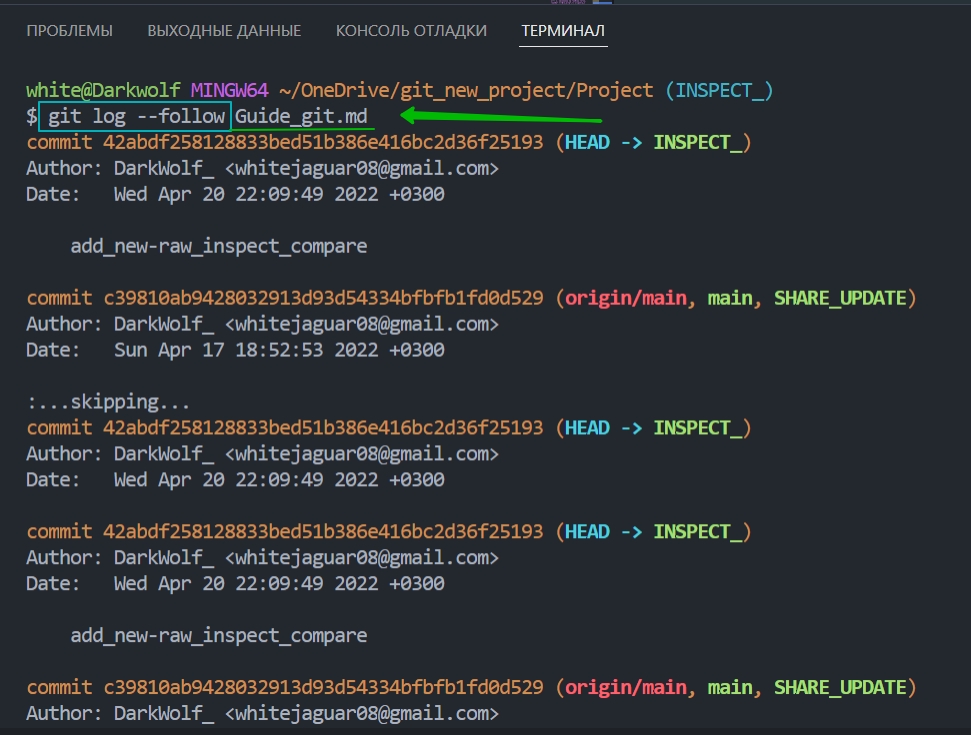 ПРОБЛЕМЫ ВЫХОДНЫЕ ДАННЫЕ КОНСОЛЬ ОТЛАДКИ ТЕРМИНАЛ
white@Darkwolf MINGW64 ~/OneDrive/git_new_project/Project (INSPECT_)
$ git log --follow Guide_git.md
commit 42abdf258128833bed51b386e416bc2d36f25193 (HEAD -> INSPECT_)
Author: DarkWolf_ <whitejaguar08@gmail.com>
Date:   Wed Apr 20 22:09:49 2022 +0300
add_new-raw_inspect_compare
commit c39810ab9428032913d93d54334bfbfb1fd0d529 (origin/main, main, SHARE_UPDATE)
Author: DarkWolf_ <whitejaguar08@gmail.com>
Date:   Sun Apr 17 18:52:53 2022 +0300
:...skipping...
commit 42abdf258128833bed51b386e416bc2d36f25193 (HEAD -> INSPECT_)
Author: DarkWolf_ <whitejaguar08@gmail.com>
Date:   Wed Apr 20 22:09:49 2022 +0300
commit 42abdf258128833bed51b386e416bc2d36f25193 (HEAD -> INSPECT_)
Author: DarkWolf_ <whitejaguar08@gmail.com>
Date:   Wed Apr 20 22:09:49 2022 +0300
add_new-raw_inspect_compare
commit c39810ab9428032913d93d54334bfbfb1fd0d529 (origin/main, main, SHARE_UPDATE)
Author: DarkWolf_ <whitejaguar08@gmail.com>